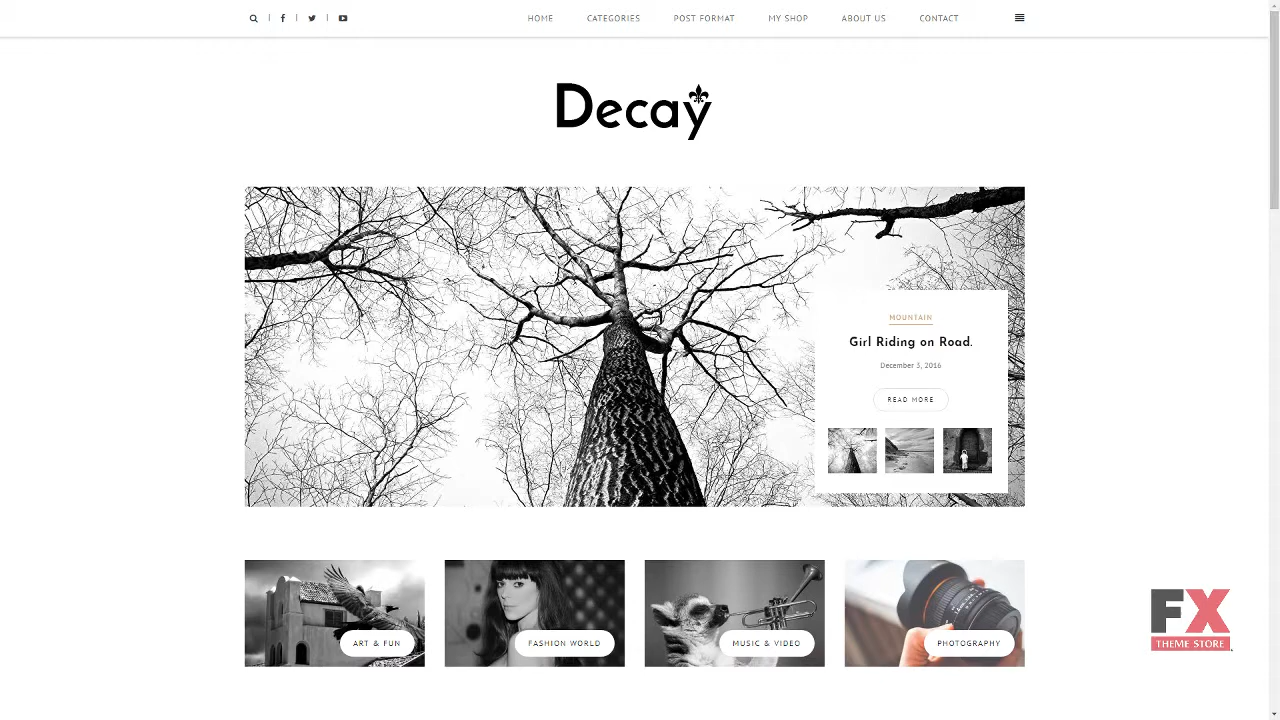 HOME CATEGORIES POST FORMAT MY SHOP ABOUT US CONTACT
Decay
MOUNTAIN
Girl Riding on Road.
December 3, 2016
READ MORE
ART & FUN
FASHION WORLD
MUSIC & VIDEO
PHOTOGRAPHY
FX
THEME STORE